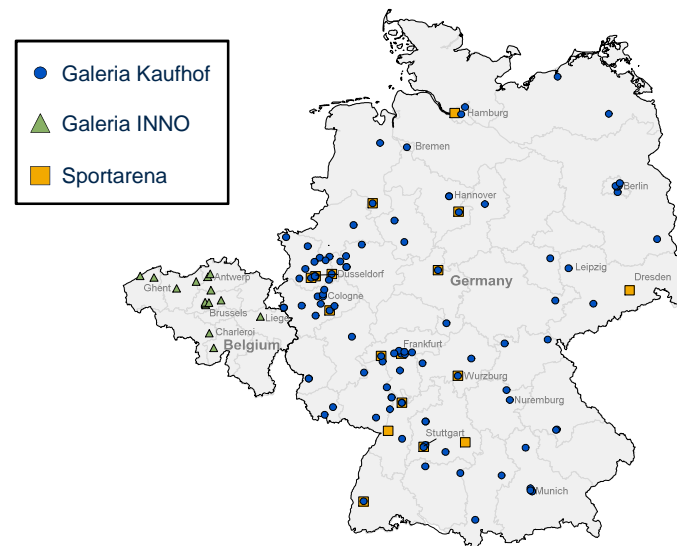 Galeria Kaufhof
Galeria INNO
Sportarena
Hamburg
Bremen
Berlin
Hannover
Düsseldorf
Cologne
Germany
Leipzig
Dresden
Antwerp
Ghent
Brussels
Liege
Charleroi
Belgium
Frankfurt
Wurzburg
Nuremburg
Stuttgart
Munich